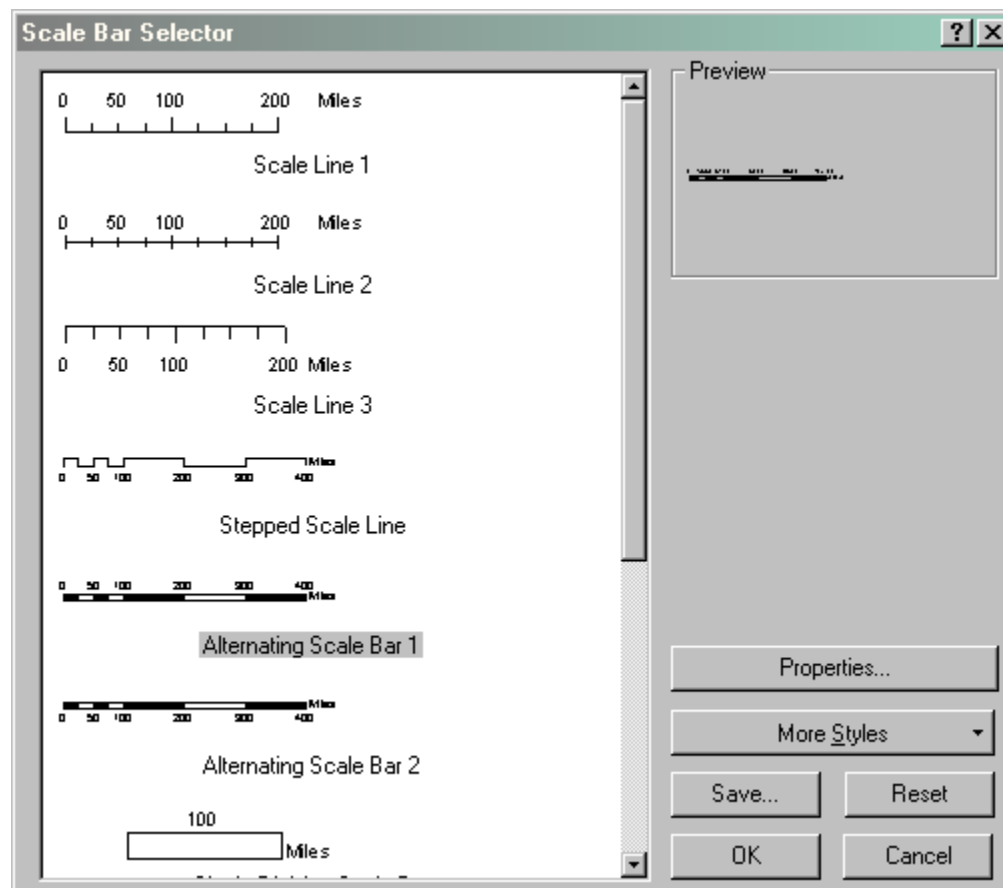 Scale Bar Selector
0 50 100 200 Miles
Scale Line 1
0 50 100 200 Miles
Scale Line 2
0 50 100 200 Miles
Scale Line 3
Miles
0 50 100 200 300 400
Stepped Scale Line
0 50 100 200 300 400
Miles
Alternating Scale Bar 1
Miles
0 50 100 200 300 400
Alternating Scale Bar 2
100
Miles
Preview
Properties...
More Styles
Save...
Reset
OK
Cancel